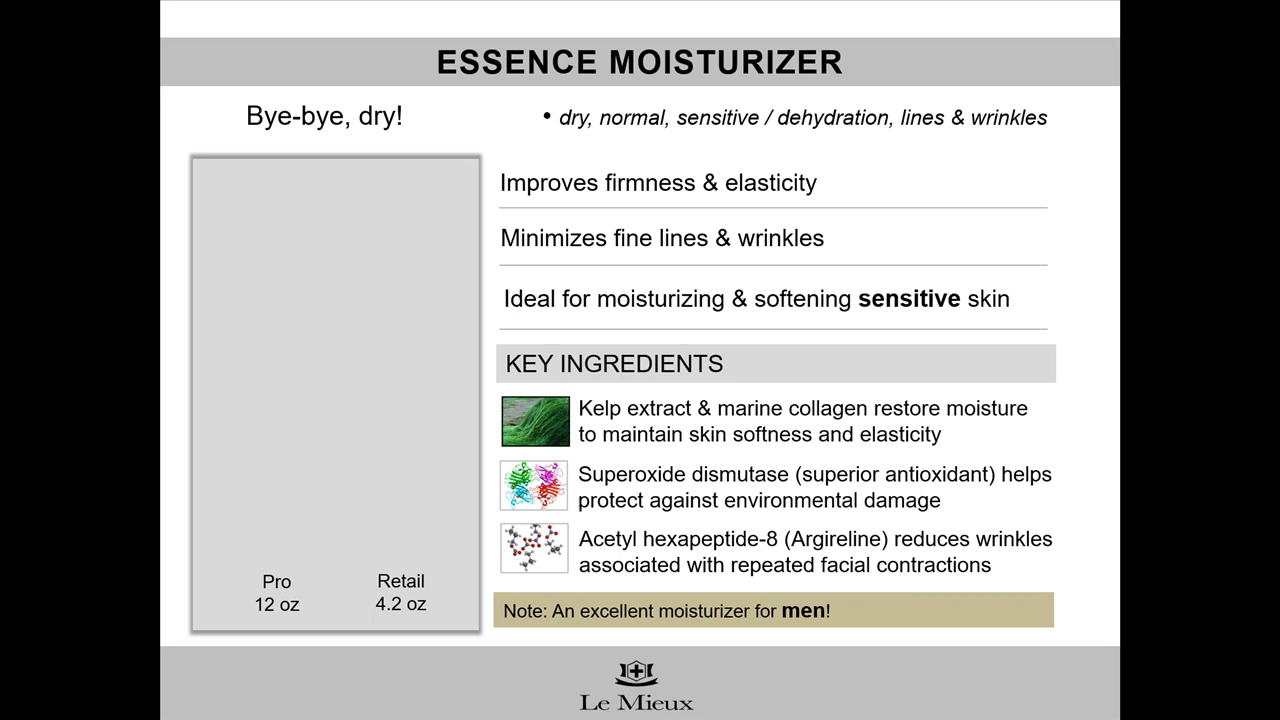 ESSENCE MOISTURIZER
Bye-bye, dry!
• dry, normal, sensitive / dehydration, lines & wrinkles
Improves firmness & elasticity
Minimizes fine lines & wrinkles
Ideal for moisturizing & softening sensitive skin
KEY INGREDIENTS
Kelp extract & marine collagen restore moisture
to maintain skin softness and elasticity
Superoxide dismutase (superior antioxidant) helps
protect against environmental damage
Acetyl hexapeptide-8 (Argireline) reduces wrinkles
associated with repeated facial contractions
Pro
12 oz
Retail
4.2 oz
Note: An excellent moisturizer for men!
Le Mieux